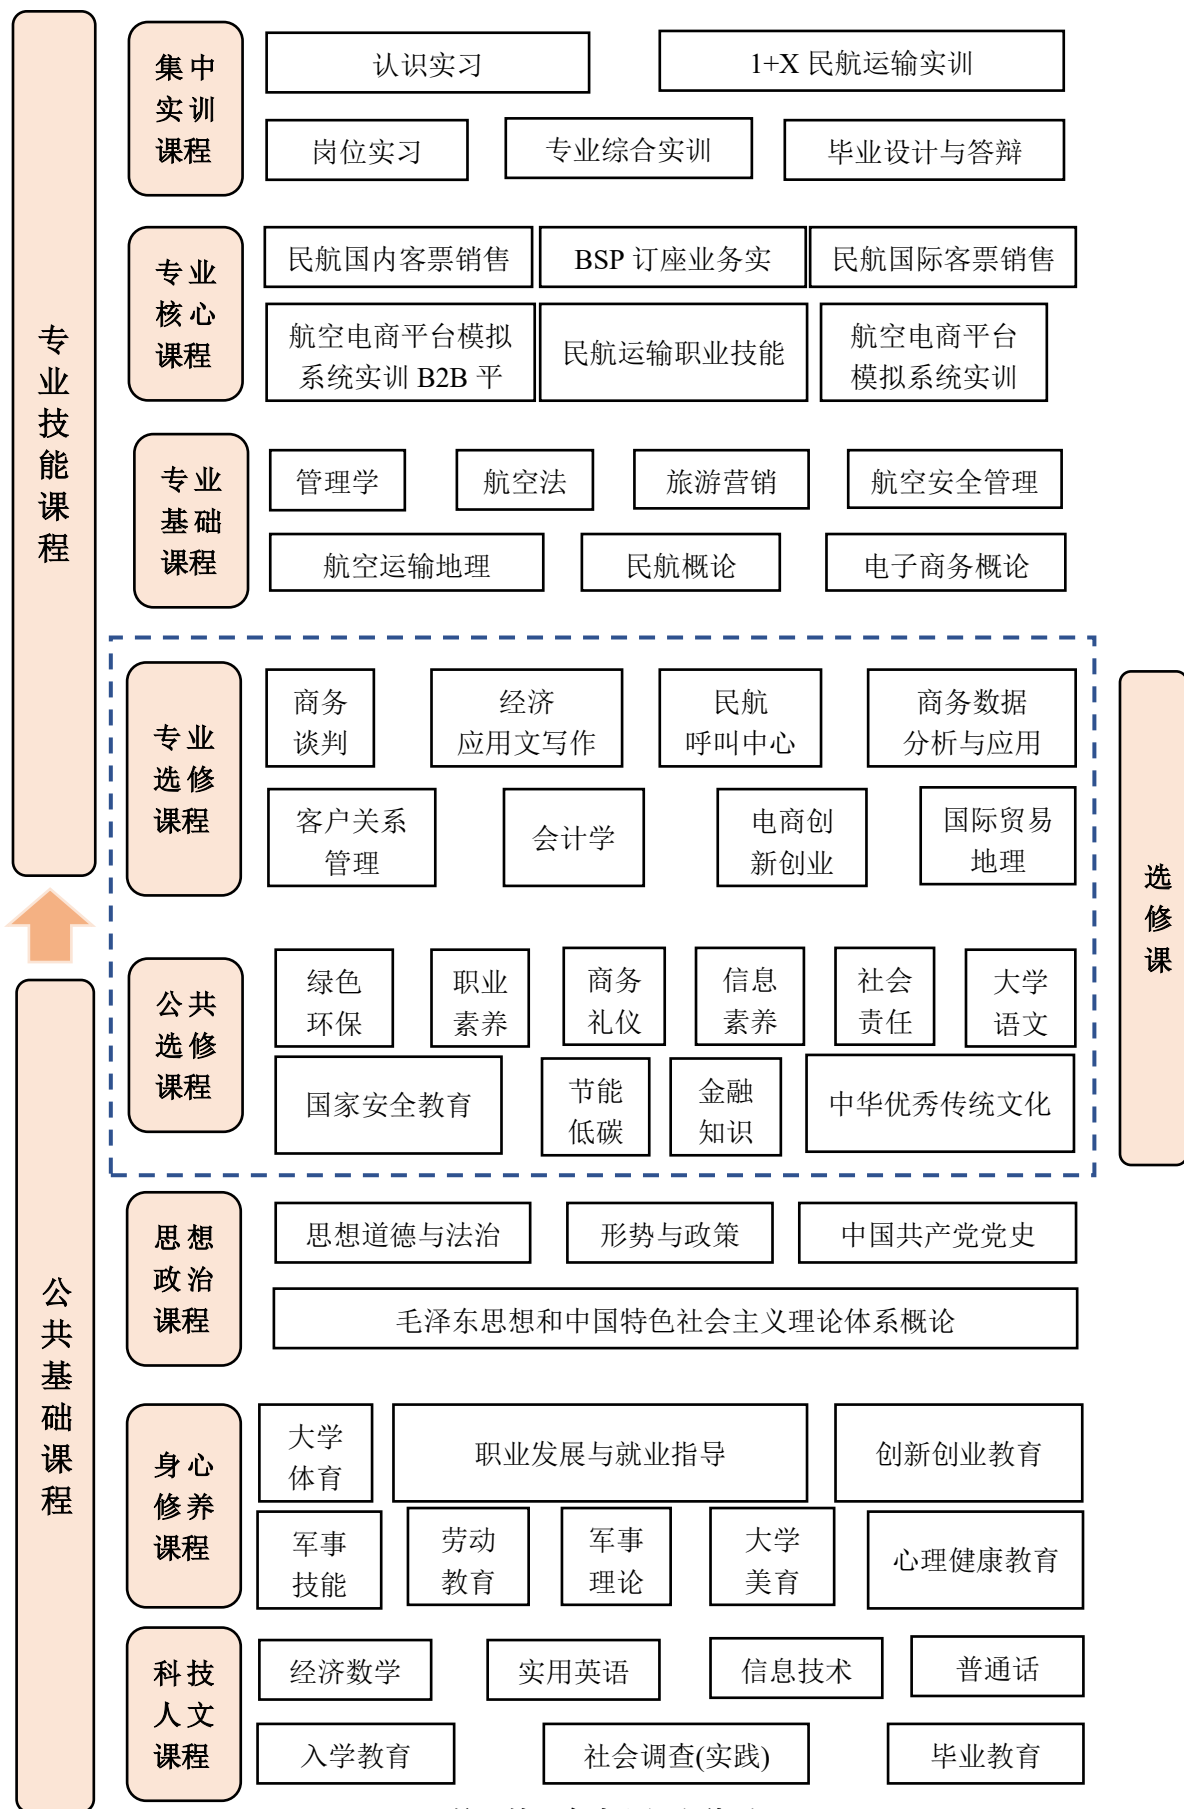 专业技能课程
集中
实训
课程
认识实习
1+X 民航运输实训
岗位实习
专业综合实训
毕业设计与答辩
专业
核心
课程
民航国内客票销售
BSP 订座业务实
民航国际客票销售
航空电商平台模拟
系统实训 B2B 平
民航运输职业技能
航空电商平台
模拟系统实训
专业
基础
课程
管理学
航空法
旅游营销
航空安全管理
航空运输地理
民航概论
电子商务概论
专业
选修
课程
商务
谈判
经济
应用文写作
民航
呼叫中心
商务数据
分析与应用
客户关系
管理
会计学
电商创
新创业
国际贸易
地理
选修课
公共
选修
课程
绿色
环保
职业
素养
商务
礼仪
信息
素养
社会
责任
大学
语文
国家安全教育
节能
低碳
金融
知识
中华优秀传统文化
公共基础课程
思想
政治
课程
思想道德与法治
形势与政策
中国共产党党史
毛泽东思想和中国特色社会主义理论体系概论
身心
修养
课程
大学
体育
职业发展与就业指导
创新创业教育
军事
技能
劳动
教育
军事
理论
大学
美育
心理健康教育
科技
人文
课程
经济数学
实用英语
信息技术
普通话
入学教育
社会调查(实践)
毕业教育